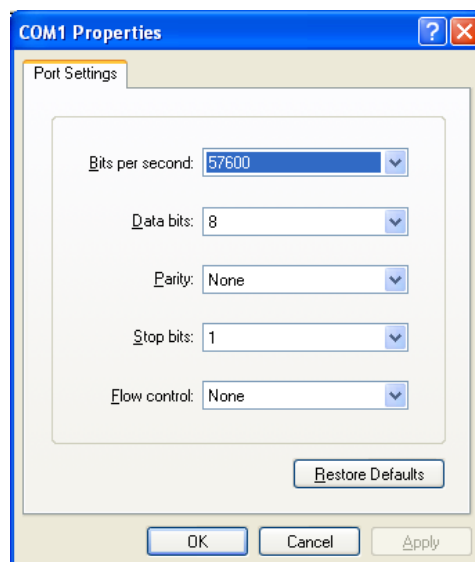 COM1 Properties
Port Settings
Bits per second: 57600
Data bits: 8
Parity: None
Stop bits: 1
Flow control: None
Restore Defaults
OK Cancel Apply